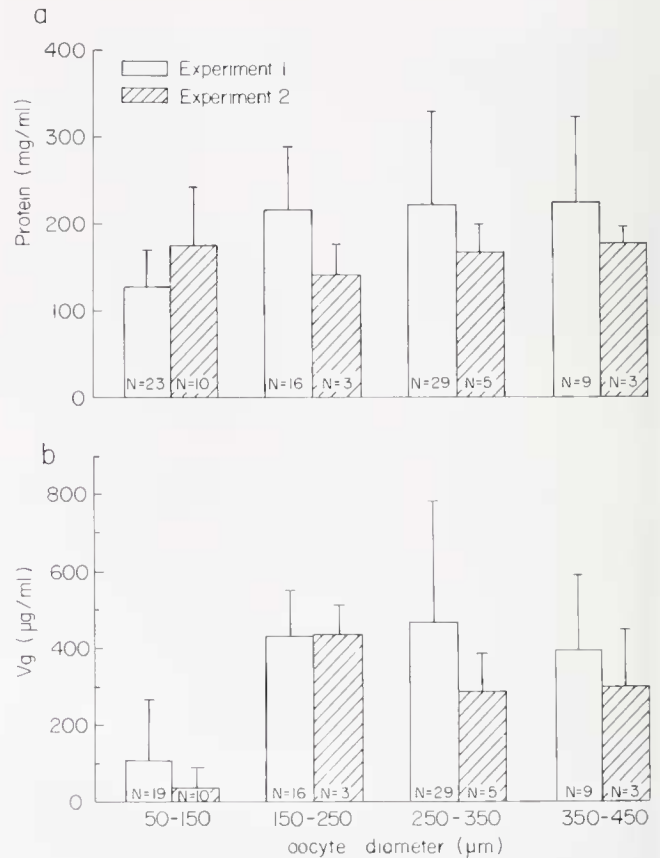 a
400
300
200
100
0
Protein (mg/ml)
Experiment 1
Experiment 2
N=23 N=10 N=16 N=3 N=29 N=5 N=9 N=3
b
800
600
400
200
0
Vg (µg/ml)
N=19 N=10 N=16 N=3 N=29 N=5 N=9 N=3
50-150 150-250 250-350 350-450
oocyte diameter (µm)